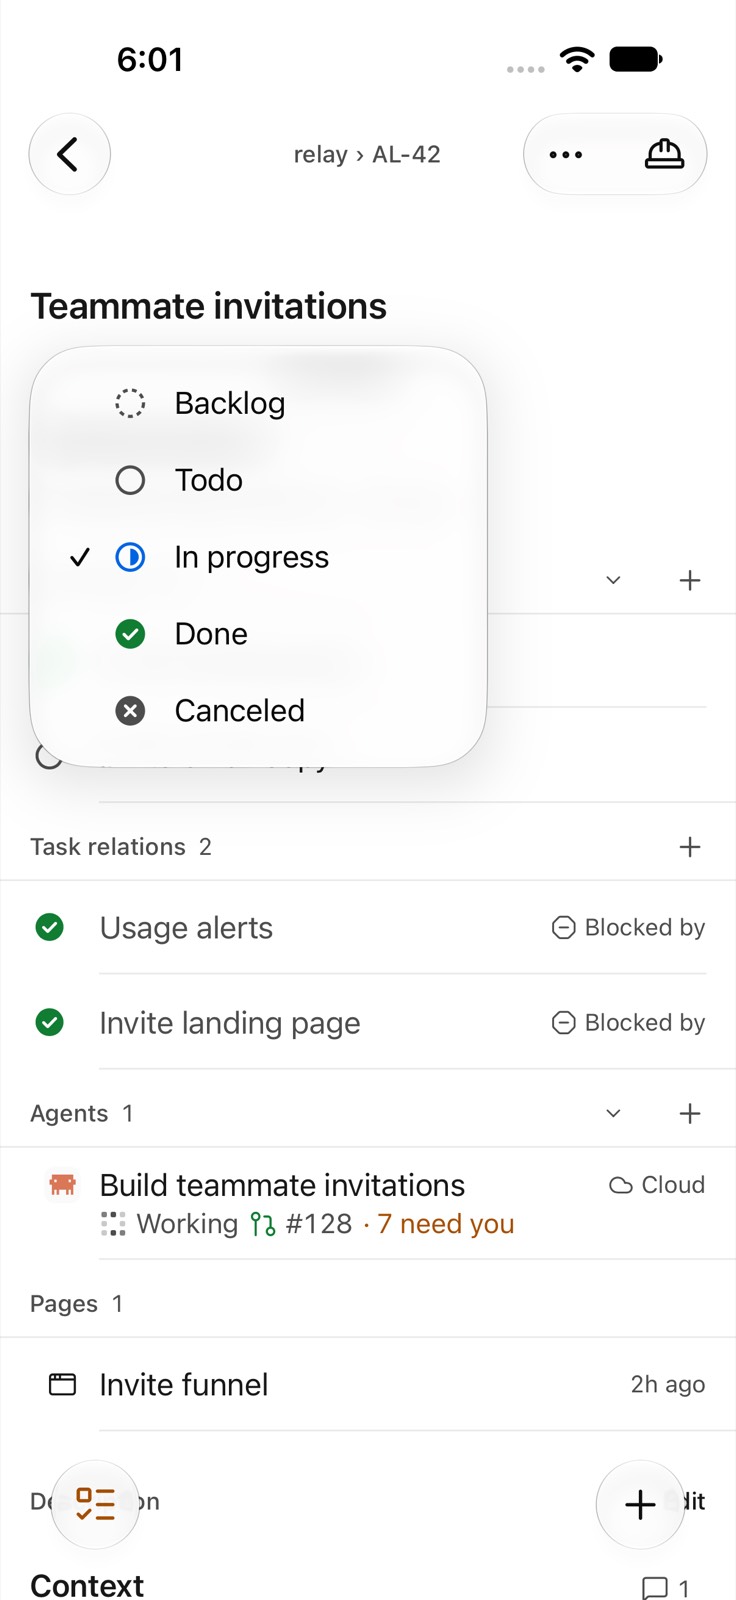 6:01
relay › AL-42
Teammate invitations
Backlog
Todo
In progress
Done
Canceled
Task relations 2
Usage alerts
Blocked by
Invite landing page
Blocked by
Agents 1
Build teammate invitations
Cloud
Working #128 · 7 need you
Pages 1
Invite funnel
2h ago
Context
1